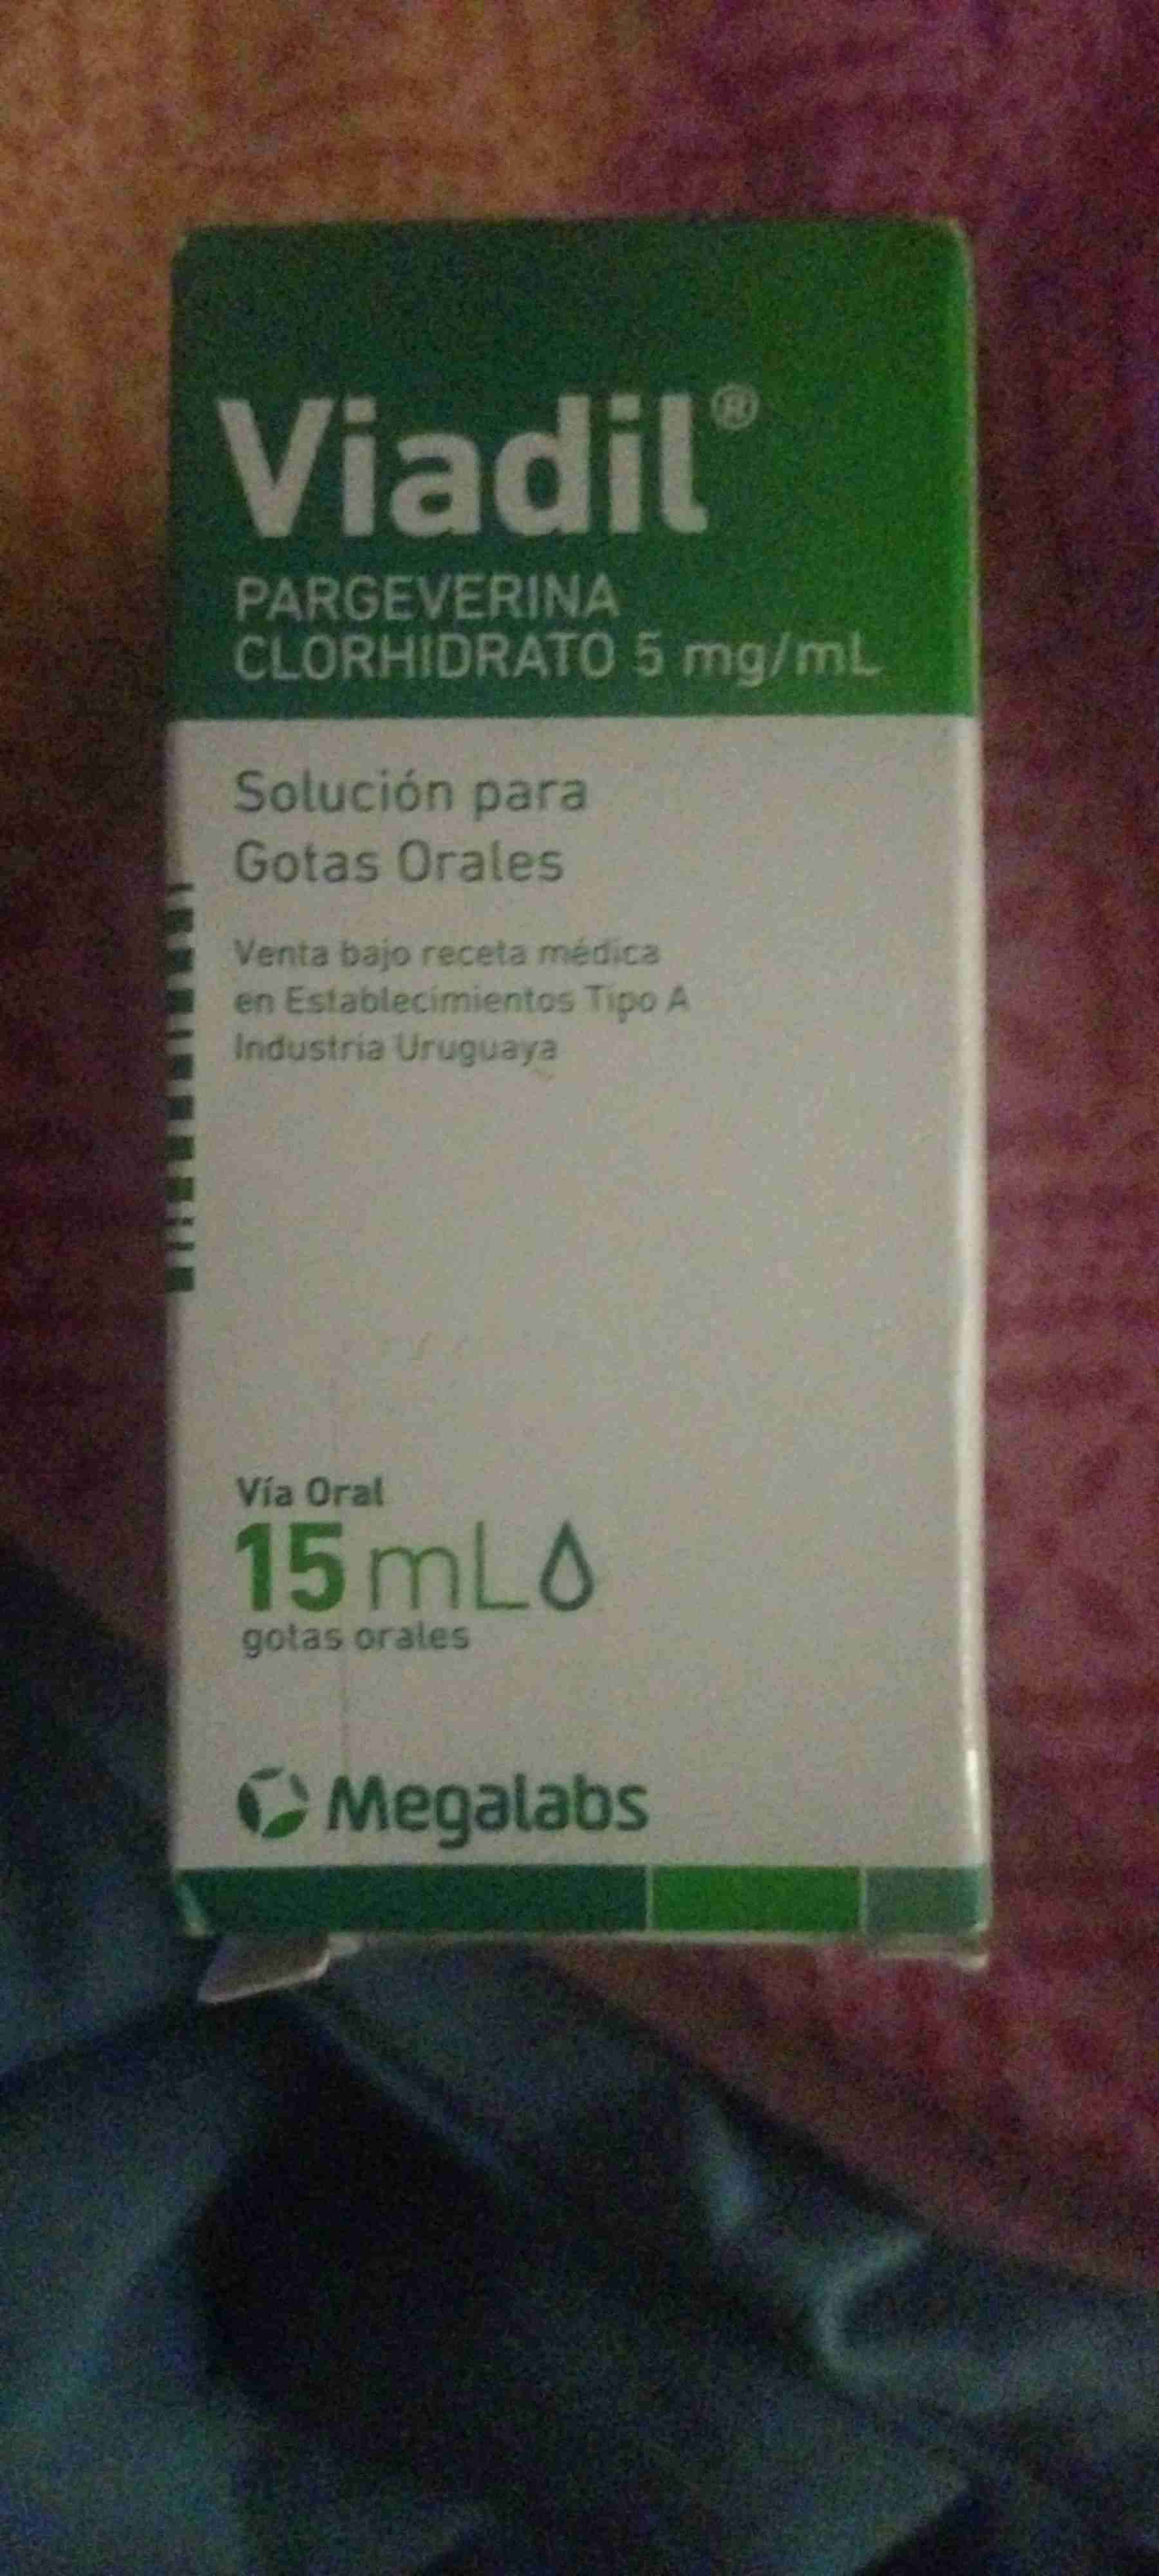 Viadil®
PARGEVERINA
CLORHIDRATO 5 mg/mL
Solución para
Gotas Orales
Venta bajo receta médica
en Establecimientos Tipo A
Industria Uruguaya
Vía Oral
15 mL
gotas orales
Megalabs